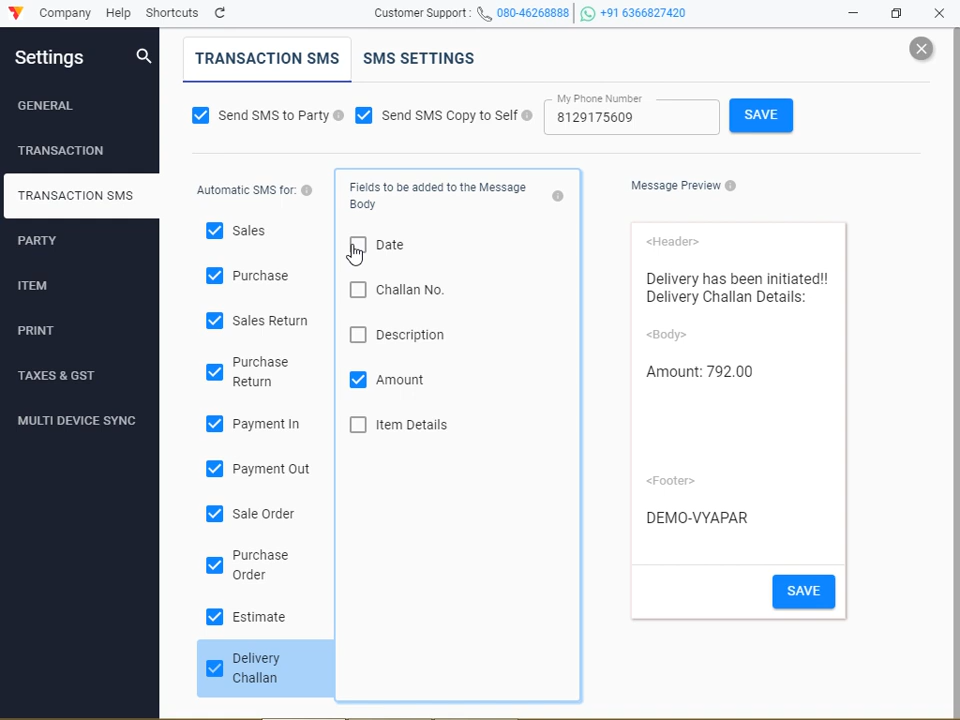 Company Help Shortcuts Customer Support : 080-46268888 +91 6366827420
Settings
GENERAL
TRANSACTION
TRANSACTION SMS
PARTY
ITEM
PRINT
TAXES & GST
MULTI DEVICE SYNC
TRANSACTION SMS SMS SETTINGS
Send SMS to Party Send SMS Copy to Self
My Phone Number
8129175609
SAVE
Automatic SMS for:
Sales
Purchase
Sales Return
Purchase
Return
Payment In
Payment Out
Sale Order
Purchase
Order
Estimate
Delivery
Challan
Fields to be added to the Message
Body
Date
Challan No.
Description
Amount
Item Details
Message Preview
<Header>
Delivery has been initiated!!
Delivery Challan Details:
<Body>
Amount: 792.00
<Footer>
DEMO-VYAPAR
SAVE